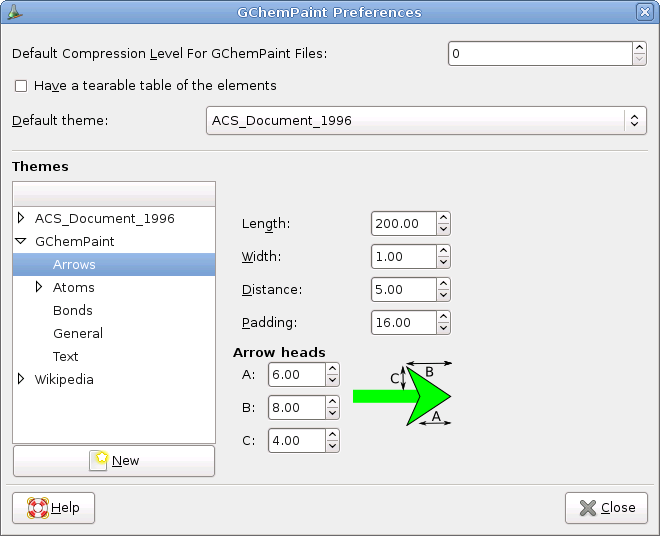 GChemPaint Preferences
Default Compression Level For GChemPaint Files: 0
Have a tearable table of the elements
Default theme: ACS_Document_1996
Themes
ACS_Document_1996
GChemPaint
Arrows
Atoms
Bonds
General
Text
Wikipedia
New
Length: 200.00
Width: 1.00
Distance: 5.00
Padding: 16.00
Arrow heads
A: 6.00
B: 8.00
C: 4.00
B
C
A
Help
Close